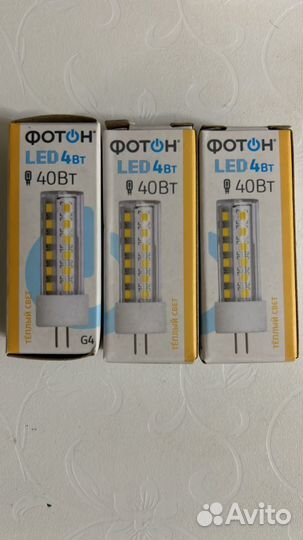 ФОТОН
LED 4Вт
40Вт
ТЁПЛЫЙ СВЕТ
G4
ФОТОН
LED 4Вт
40Вт
ТЁПЛЫЙ СВЕТ
ФОТОН
LED 4Вт
40Вт
ТЁПЛЫЙ СВЕТ
Avito